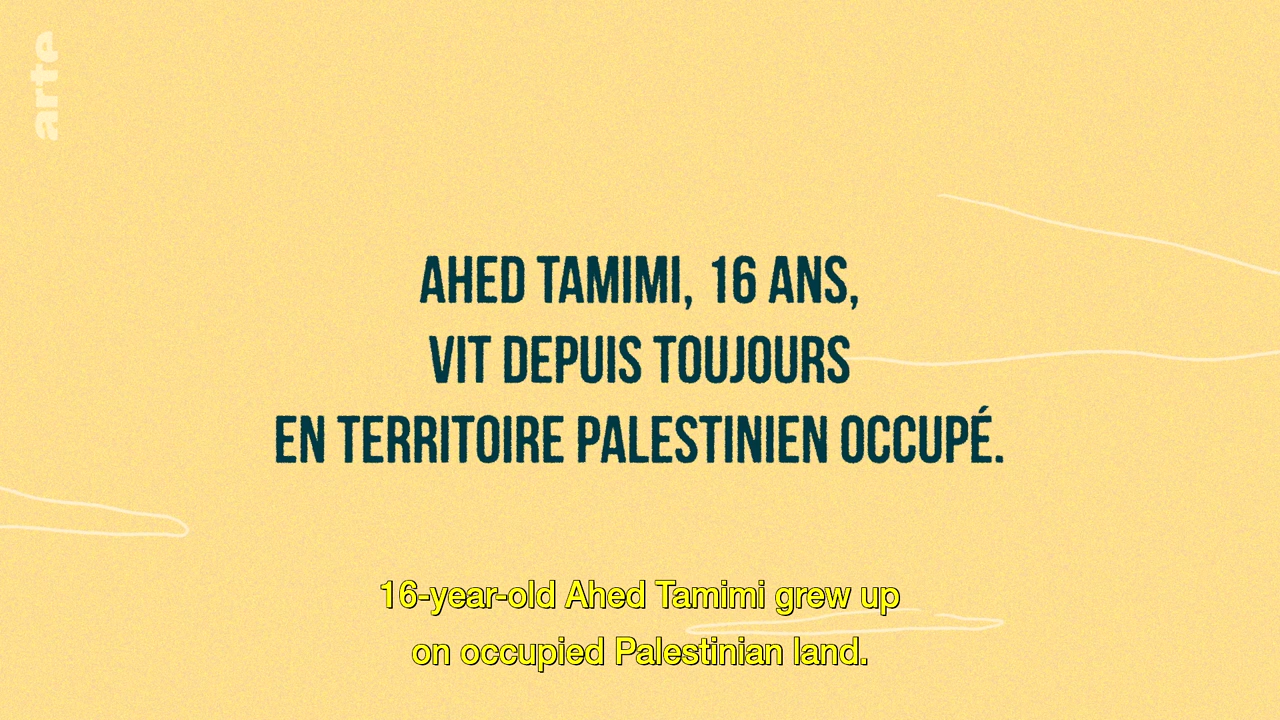 arte
AHED TAMIMI, 16 ANS,
VIT DEPUIS TOUJOURS
EN TERRITOIRE PALESTINIEN OCCUPÉ.
16-year-old Ahed Tamimi grew up
on occupied Palestinian land.